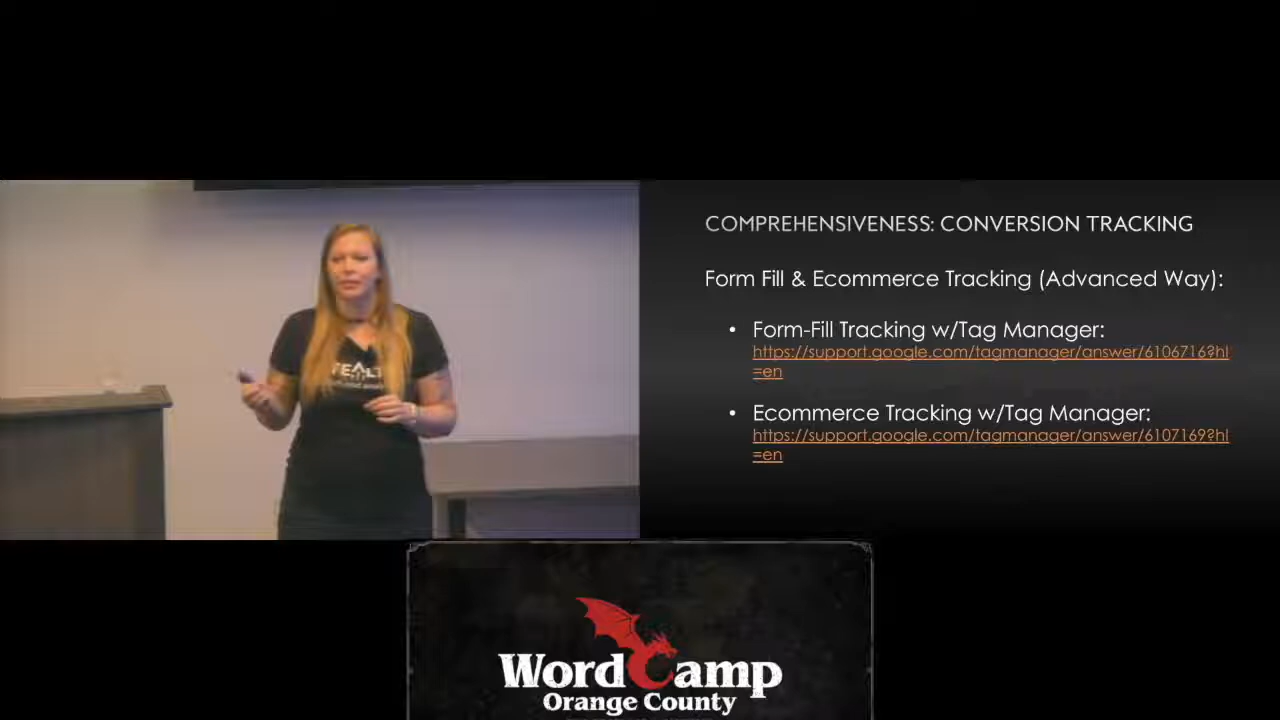 COMPREHENSIVENESS: CONVERSION TRACKING
Form Fill & Ecommerce Tracking (Advanced Way):
• Form-Fill Tracking w/Tag Manager:
https://support.google.com/tagmanager/answer/6106716?hl
=en
• Ecommerce Tracking w/Tag Manager:
https://support.google.com/tagmanager/answer/6107169?hl
=en
WordCamp
Orange County